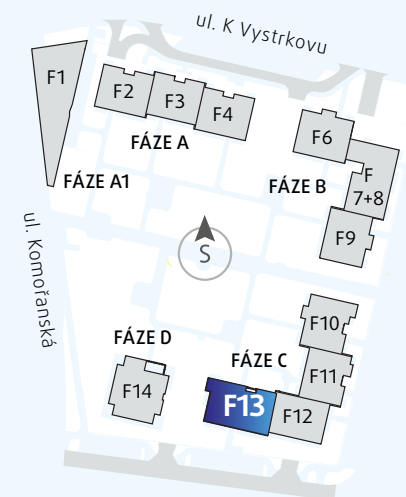 ul. K Vystrkovu
F1
F2
F3
F4
FÁZE A
F6
FÁZE A1
FÁZE B
F
7+8
F9
ul. Komořanská
S
F10
FÁZE D
FÁZE C
F11
F14
F13
F12